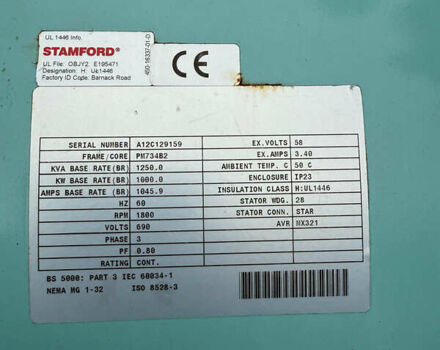 UL 1446 Info.
STAMFORD®
UL File: OBJY2. E195471
Designation: H. UL1446
Factory ID Code: Barnack Road
450-16337-01-D
CE
SERIAL NUMBER A12C129159
FRAME/CORE PM734B2
KVA BASE RATE(BR) 1250.0
KW BASE RATE(BR) 1000.0
AMPS BASE RATE(BR) 1045.9
HZ 60
RPM 1800
VOLTS 690
PHASE 3
PF 0.80
RATING CONT.
EX.VOLTS 58
EX.AMPS 3.40
AMBIENT TEMP. C 50 C
ENCLOSURE IP23
INSULATION CLASS H:UL1446
STATOR WDG. 28
STATOR CONN. STAR
AVR MX321
BS 5000: PART 3 IEC 60034-1
NEMA MG 1-32 ISO 8528-3